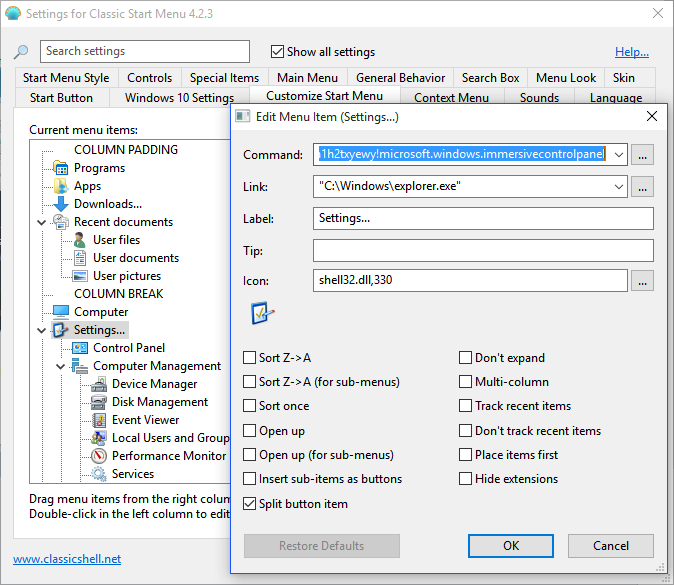 Settings for Classic Start Menu 4.2.3
Search settings
Show all settings
Help...
Start Menu Style Controls Special Items Main Menu General Behavior Search Box Menu Look Skin
Start Button Windows 10 Settings Customize Start Menu Context Menu Sounds Language
Current menu items:
COLUMN PADDING
Programs
Apps
Downloads...
Recent documents
User files
User documents
User pictures
COLUMN BREAK
Computer
Settings...
Control Panel
Computer Management
Device Manager
Disk Management
Event Viewer
Local Users and Group
Performance Monitor
Services
Drag menu items from the right colum
Double-click in the left column to edit
www.classicshell.net
Edit Menu Item (Settings...)
Command: 1h2txyewy!microsoft.windows.immersivecontrolpanel ...
Link: "C:\Windows\explorer.exe" ...
Label: Settings...
Tip:
Icon: shell32.dll,330 ...
Sort Z->A
Sort Z->A (for sub-menus)
Sort once
Open up
Open up (for sub-menus)
Insert sub-items as buttons
Split button item
Don't expand
Multi-column
Track recent items
Don't track recent items
Place items first
Hide extensions
Restore Defaults
OK
Cancel